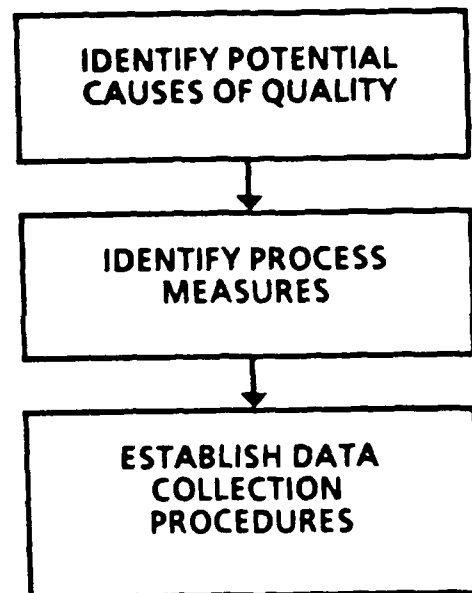 IDENTIFY POTENTIAL
CAUSES OF QUALITY
IDENTIFY PROCESS
MEASURES
ESTABLISH DATA
COLLECTION
PROCEDURES